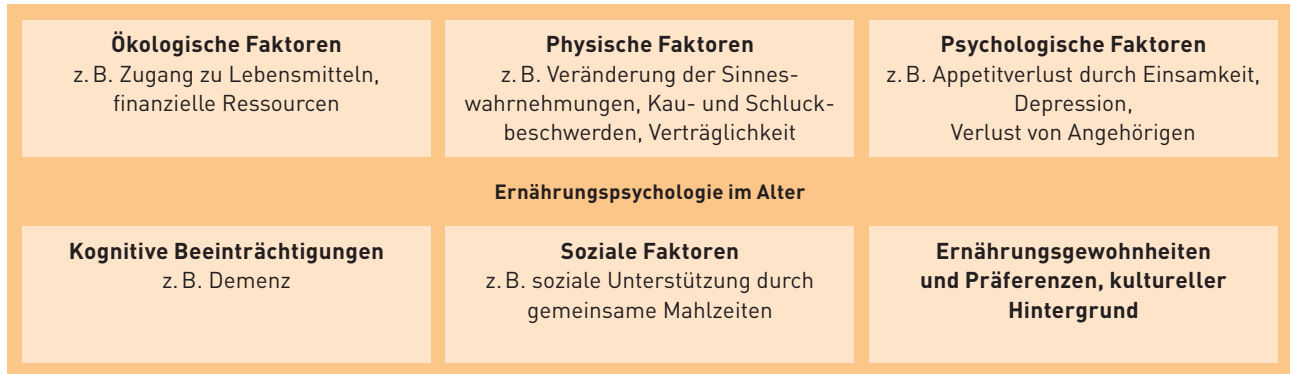 Ökologische Faktoren
z. B. Zugang zu Lebensmitteln,
finanzielle Ressourcen
Physische Faktoren
z. B. Veränderung der Sinnes-
wahrnehmungen, Kau- und Schluck-
beschwerden, Verträglichkeit
Psychologische Faktoren
z. B. Appetitverlust durch Einsamkeit,
Depression,
Verlust von Angehörigen
Ernährungspsychologie im Alter
Kognitive Beeinträchtigungen
z. B. Demenz
Soziale Faktoren
z. B. soziale Unterstützung durch
gemeinsame Mahlzeiten
Ernährungsgewohnheiten
und Präferenzen, kultureller
Hintergrund